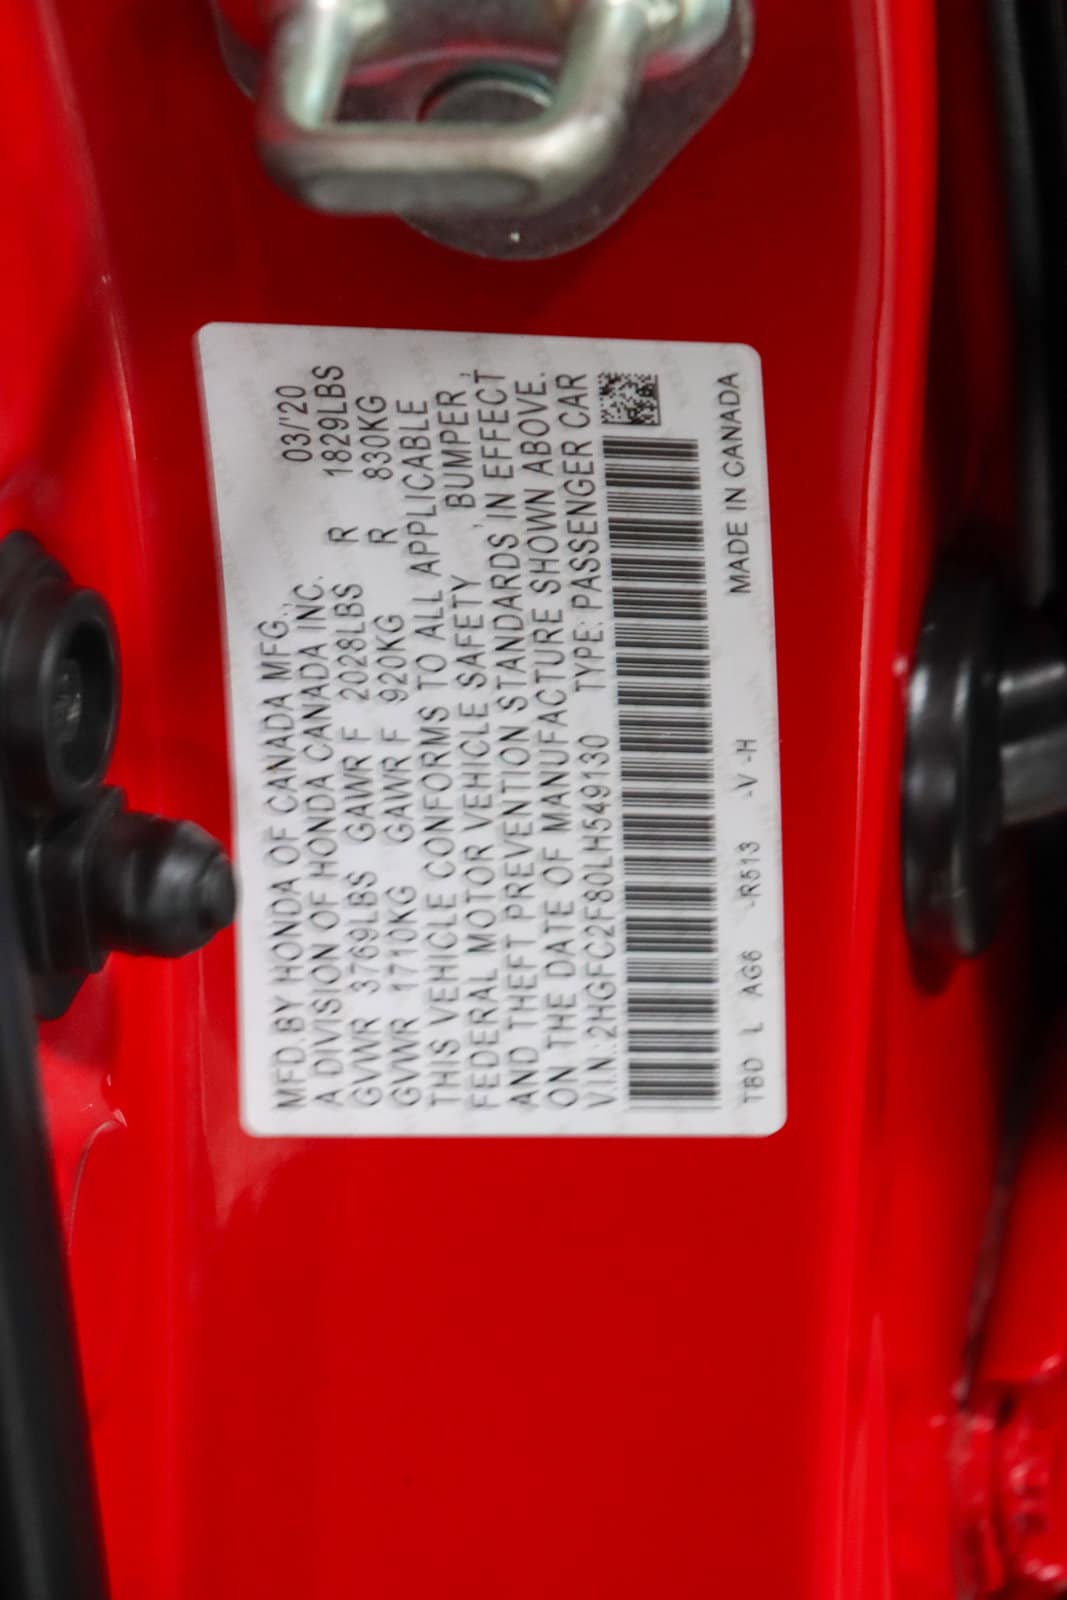 MFD.BY HONDA OF CANADA MFG.,
A DIVISION OF HONDA CANADA INC. 03/'20
GVWR 3769LBS GAWR F 2028LBS R 1829LBS
GVWR 1710KG GAWR F 920KG R 830KG
THIS VEHICLE CONFORMS TO ALL APPLICABLE
FEDERAL MOTOR VEHICLE SAFETY, BUMPER,
AND THEFT PREVENTION STANDARDS IN EFFECT
ON THE DATE OF MANUFACTURE SHOWN ABOVE.
VIN:2HGFC2F80LH549130 TYPE:PASSENGER CAR
TBD L AG6 -R513 -V -H MADE IN CANADA